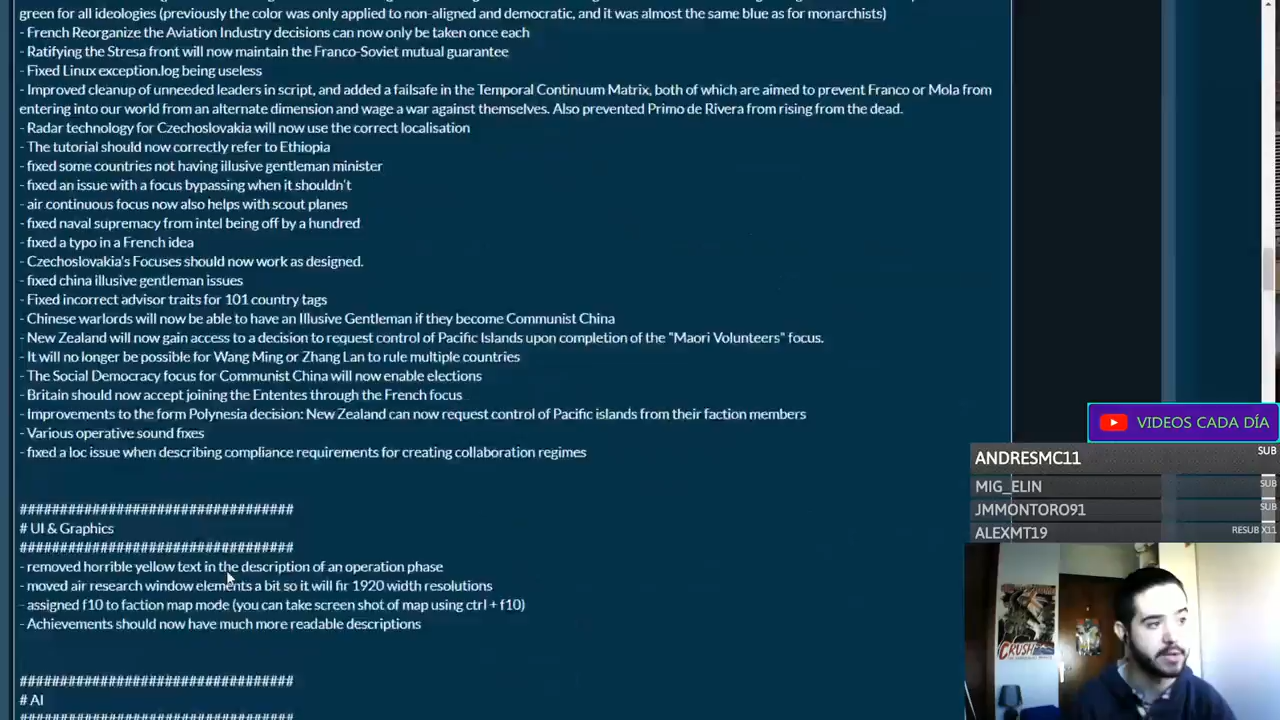 green for all ideologies (previously the color was only applied to non-aligned and democratic, and it was almost the same blue as for monarchists)
- French Reorganize the Aviation Industry decisions can now only be taken once each
- Ratifying the Stresa front will now maintain the Franco-Soviet mutual guarantee
- Fixed Linux exception.log being useless
- Improved cleanup of unneeded leaders in script, and added a failsafe in the Temporal Continuum Matrix, both of which are aimed to prevent Franco or Mola from
entering into our world from an alternate dimension and wage a war against themselves. Also prevented Primo de Rivera from rising from the dead.
- Radar technology for Czechoslovakia will now use the correct localisation
- The tutorial should now correctly refer to Ethiopia
- fixed some countries not having illusive gentleman minister
- fixed an issue with a focus bypassing when it shouldn't
- air continuous focus now also helps with scout planes
- fixed naval supremacy from intel being off by a hundred
- fixed a typo in a French idea
- Czechoslovakia's Focuses should now work as designed.
- fixed china illusive gentleman issues
- Fixed incorrect advisor traits for 101 country tags
- Chinese warlords will now be able to have an Illusive Gentleman if they become Communist China
- New Zealand will now gain access to a decision to request control of Pacific Islands upon completion of the "Maori Volunteers" focus.
- It will no longer be possible for Wang Ming or Zhang Lan to rule multiple countries
- The Social Democracy focus for Communist China will now enable elections
- Britain should now accept joining the Ententes through the French focus
- Improvements to the form Polynesia decision: New Zealand can now request control of Pacific islands from their faction members
- Various operative sound fixes
- fixed a loc issue when describing compliance requirements for creating collaboration regimes
##################################
# UI & Graphics
##################################
- removed horrible yellow text in the description of an operation phase
- moved air research window elements a bit so it will fir 1920 width resolutions
- assigned f10 to faction map mode (you can take screen shot of map using ctrl + f10)
- Achievements should now have much more readable descriptions
##################################
# AI
##################################
VIDEOS CADA DÍA
ANDRESMC11 SUB
MIG_ELIN SUB
JMMONTORO91 SUB
ALEXMT19 RESUB X11
CRUSH